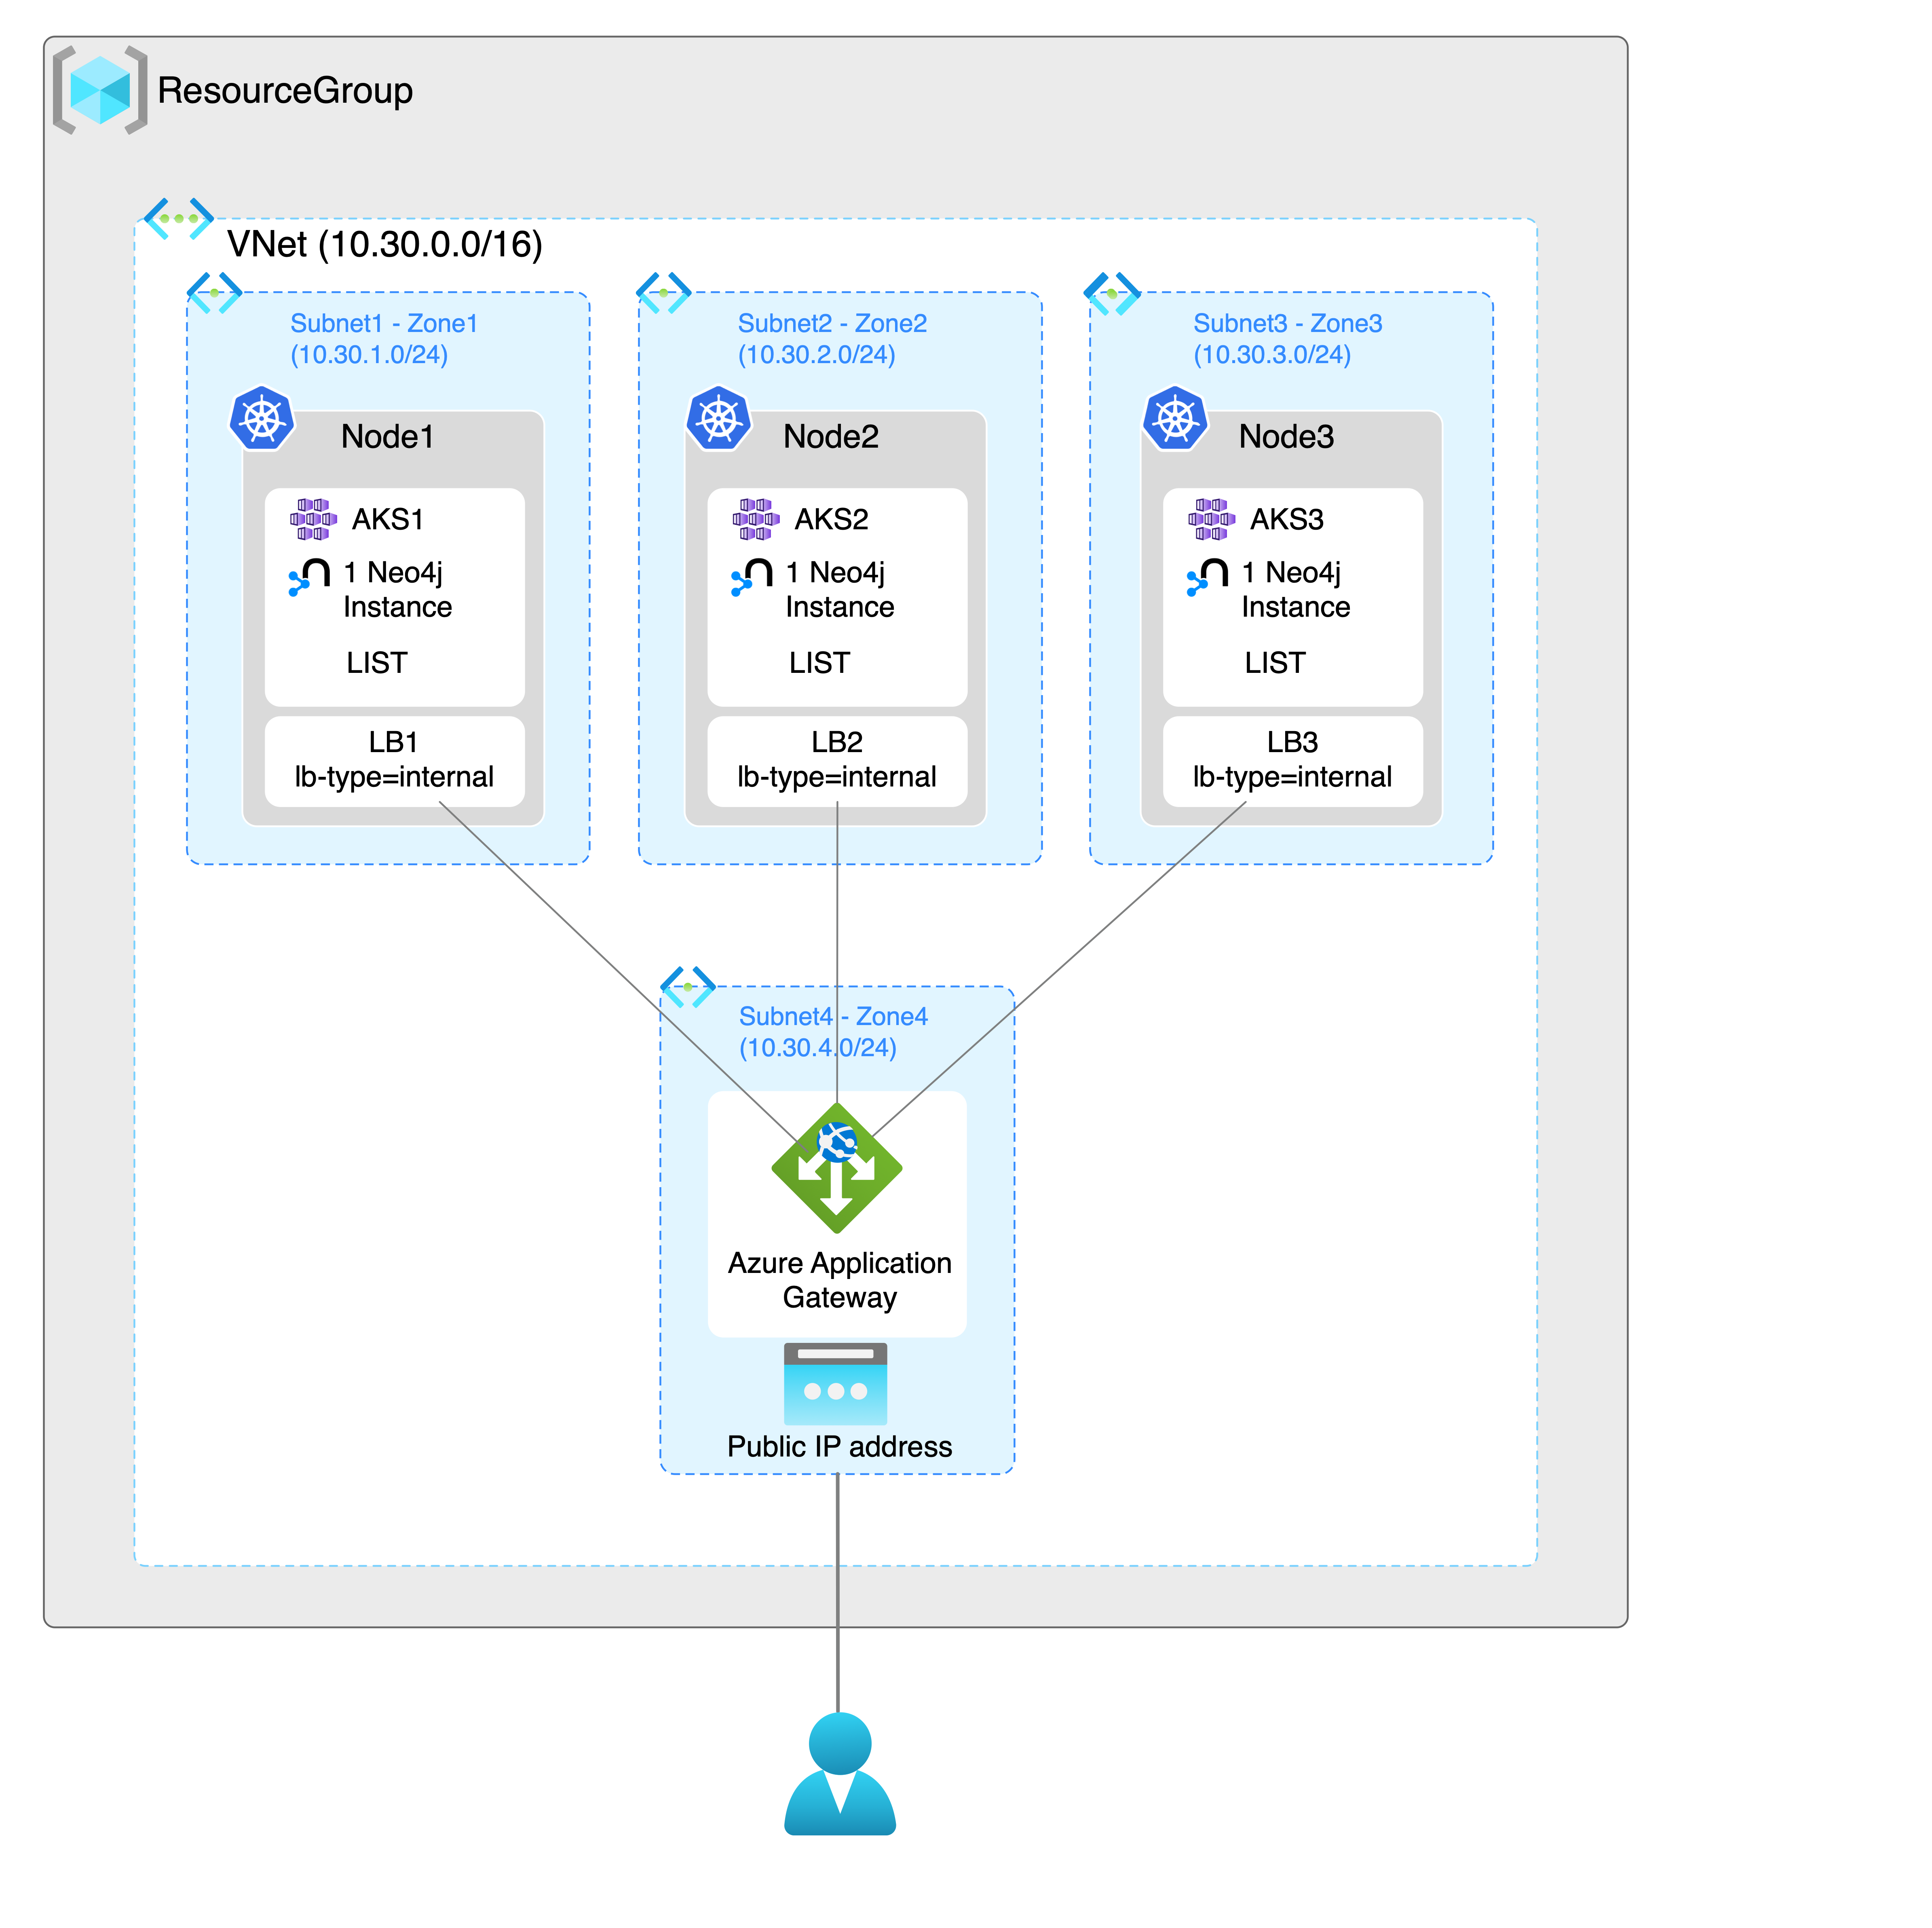 ResourceGroup
VNet (10.30.0.0/16)
Subnet1 - Zone1
(10.30.1.0/24)
Node1
AKS1
1 Neo4j
Instance
LIST
LB1
lb-type=internal
Subnet2 - Zone2
(10.30.2.0/24)
Node2
AKS2
1 Neo4j
Instance
LIST
LB2
lb-type=internal
Subnet3 - Zone3
(10.30.3.0/24)
Node3
AKS3
1 Neo4j
Instance
LIST
LB3
lb-type=internal
Subnet4 - Zone4
(10.30.4.0/24)
Azure Application
Gateway
Public IP address